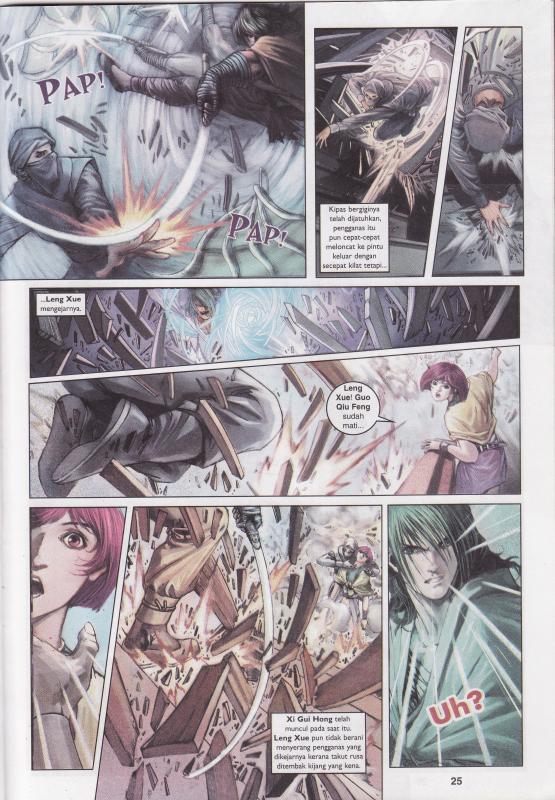 PAP!
PAP!
Kipas bergiginya
telah dijatuhkan,
pengganas itu
pun cepat-cepat
meloncat ke pintu
keluar dengan
secepat kilat tetapi...
...Leng Xue
mengejarnya.
Leng
Xue! Guo
Qiu Feng
sudah
mati...
Xi Gui Hong telah
muncul pada saat itu.
Leng Xue pun tidak berani
menyerang pengganas yang
dikejarnya kerana takut rusa
ditembak kijang yang kena.
Uh?
25